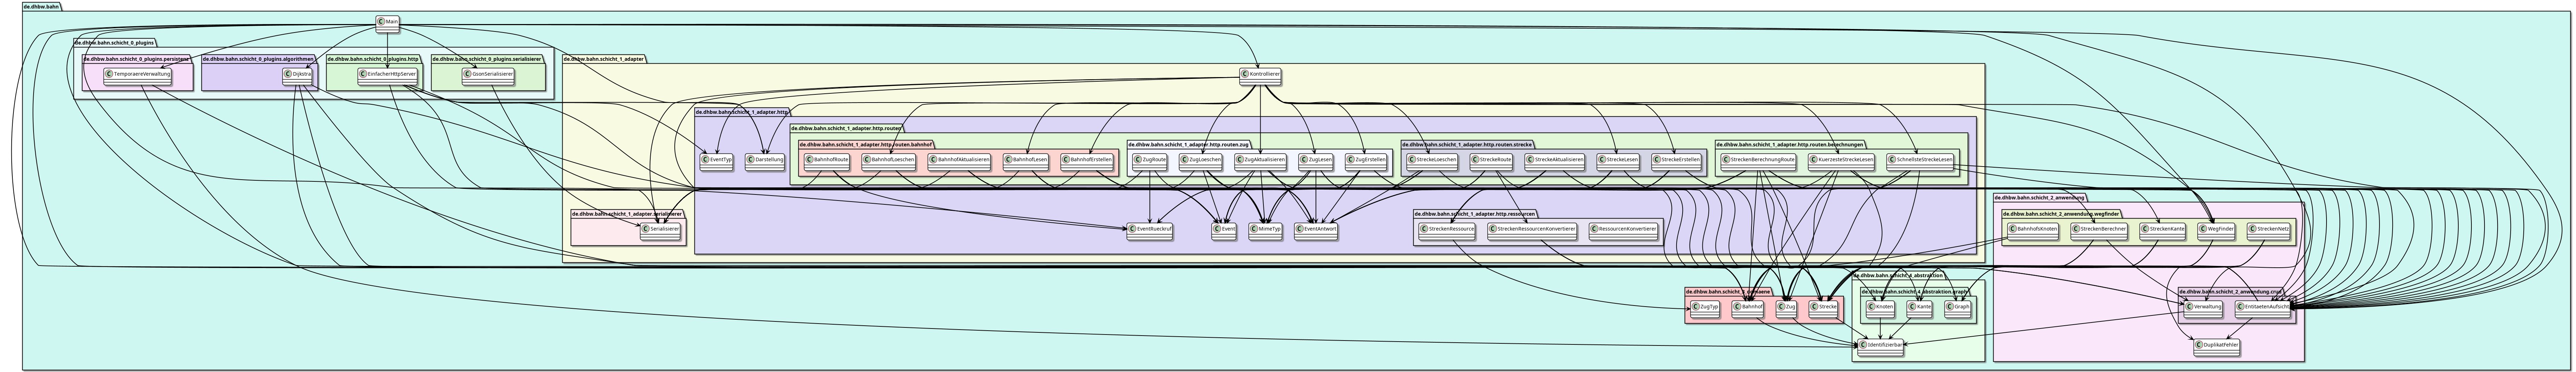 de.dhbw.bahn
Main
de.dhbw.bahn.schicht_0_plugins
de.dhbw.bahn.schicht_0_plugins.persistenz
TemporaereVerwaltung
de.dhbw.bahn.schicht_0_plugins.algorithmen
Dijkstra
de.dhbw.bahn.schicht_0_plugins.http
EinfacherHttpServer
de.dhbw.bahn.schicht_0_plugins.serialisierer
GsonSerialisierer
de.dhbw.bahn.schicht_1_adapter
Kontrollierer
de.dhbw.bahn.schicht_1_adapter.http
EventTyp
Darstellung
de.dhbw.bahn.schicht_1_adapter.http.routen
de.dhbw.bahn.schicht_1_adapter.http.routen.bahnhof
BahnhofRoute
BahnhofLoeschen
BahnhofAktualisieren
BahnhofLesen
BahnhofErstellen
de.dhbw.bahn.schicht_1_adapter.http.routen.zug
ZugRoute
ZugLoeschen
ZugAktualisieren
ZugLesen
ZugErstellen
de.dhbw.bahn.schicht_1_adapter.http.routen.strecke
StreckeLoeschen
StreckeRoute
StreckeAktualisieren
StreckeLesen
StreckeErstellen
de.dhbw.bahn.schicht_1_adapter.http.routen.berechnungen
StreckenBerechnungRoute
KuerzesteStreckeLesen
SchnellsteStreckeLesen
de.dhbw.bahn.schicht_1_adapter.serialisierer
Serialisierer
EventRueckruf
Event
MimeTyp
EventAntwort
de.dhbw.bahn.schicht_1_adapter.http.ressourcen
StreckenRessource
StreckenRessourcenKonvertierer
RessourcenKonvertierer
de.dhbw.bahn.schicht_2_anwendung
de.dhbw.bahn.schicht_2_anwendung.wegfinder
BahnhofsKnoten
StreckenBerechner
StreckenKante
WegFinder
StreckenNetz
de.dhbw.bahn.schicht_4_abstraktion
de.dhbw.bahn.schicht_4_abstraktion.graph
Knoten
Kante
Graph
ZugTyp
Bahnhof
Zug
Strecke
de.dhbw.bahn.schicht_2_anwendung.crud
Verwaltung
EntitaetenAufsicht
Identifizierbar
DuplikatFehler